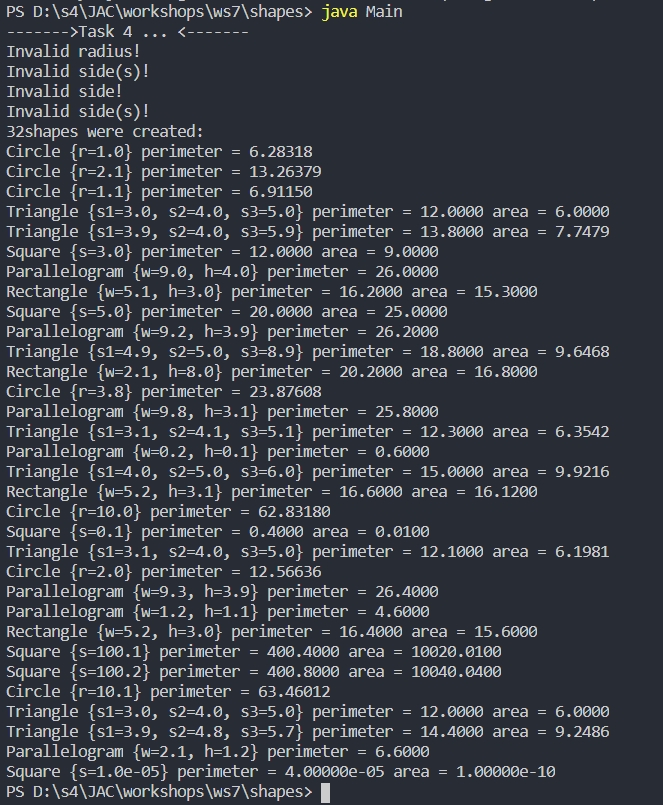 PS D:\s4\JAC\workshops\ws7\shapes> java Main
------->Task 4 ... <-------
Invalid radius!
Invalid side(s)!
Invalid side!
Invalid side(s)!
32shapes were created:
Circle {r=1.0} perimeter = 6.28318
Circle {r=2.1} perimeter = 13.26379
Circle {r=1.1} perimeter = 6.91150
Triangle {s1=3.0, s2=4.0, s3=5.0} perimeter = 12.0000 area = 6.0000
Triangle {s1=3.9, s2=4.0, s3=5.9} perimeter = 13.8000 area = 7.7479
Square {s=3.0} perimeter = 12.0000 area = 9.0000
Parallelogram {w=9.0, h=4.0} perimeter = 26.0000
Rectangle {w=5.1, h=3.0} perimeter = 16.2000 area = 15.3000
Square {s=5.0} perimeter = 20.0000 area = 25.0000
Parallelogram {w=9.2, h=3.9} perimeter = 26.2000
Triangle {s1=4.9, s2=5.0, s3=8.9} perimeter = 18.8000 area = 9.6468
Rectangle {w=2.1, h=8.0} perimeter = 20.2000 area = 16.8000
Circle {r=3.8} perimeter = 23.87608
Parallelogram {w=9.8, h=3.1} perimeter = 25.8000
Triangle {s1=3.1, s2=4.1, s3=5.1} perimeter = 12.3000 area = 6.3542
Parallelogram {w=0.2, h=0.1} perimeter = 0.6000
Triangle {s1=4.0, s2=5.0, s3=6.0} perimeter = 15.0000 area = 9.9216
Rectangle {w=5.2, h=3.1} perimeter = 16.6000 area = 16.1200
Circle {r=10.0} perimeter = 62.83180
Square {s=0.1} perimeter = 0.4000 area = 0.0100
Triangle {s1=3.1, s2=4.0, s3=5.0} perimeter = 12.1000 area = 6.1981
Circle {r=2.0} perimeter = 12.56636
Parallelogram {w=9.3, h=3.9} perimeter = 26.4000
Parallelogram {w=1.2, h=1.1} perimeter = 4.6000
Rectangle {w=5.2, h=3.0} perimeter = 16.4000 area = 15.6000
Square {s=100.1} perimeter = 400.4000 area = 10020.0100
Square {s=100.2} perimeter = 400.8000 area = 10040.0400
Circle {r=10.1} perimeter = 63.46012
Triangle {s1=3.0, s2=4.0, s3=5.0} perimeter = 12.0000 area = 6.0000
Triangle {s1=3.9, s2=4.8, s3=5.7} perimeter = 14.4000 area = 9.2486
Parallelogram {w=2.1, h=1.2} perimeter = 6.6000
Square {s=1.0e-05} perimeter = 4.00000e-05 area = 1.00000e-10
PS D:\s4\JAC\workshops\ws7\shapes>